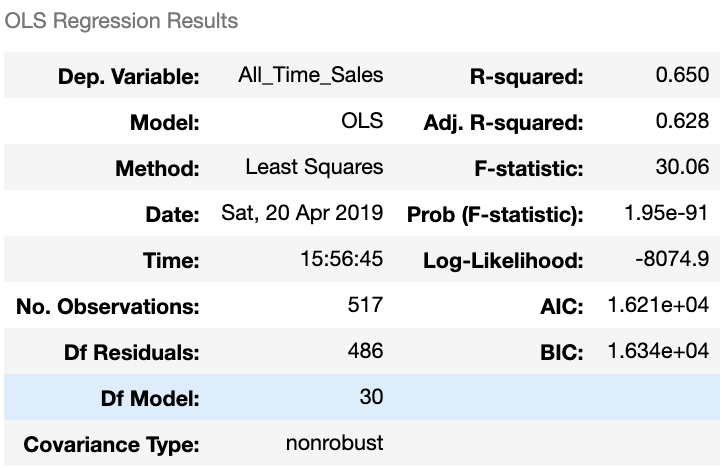 OLS Regression Results
Dep. Variable: All_Time_Sales R-squared: 0.650
Model: OLS Adj. R-squared: 0.628
Method: Least Squares F-statistic: 30.06
Date: Sat, 20 Apr 2019 Prob (F-statistic): 1.95e-91
Time: 15:56:45 Log-Likelihood: -8074.9
No. Observations: 517 AIC: 1.621e+04
Df Residuals: 486 BIC: 1.634e+04
Df Model: 30
Covariance Type: nonrobust